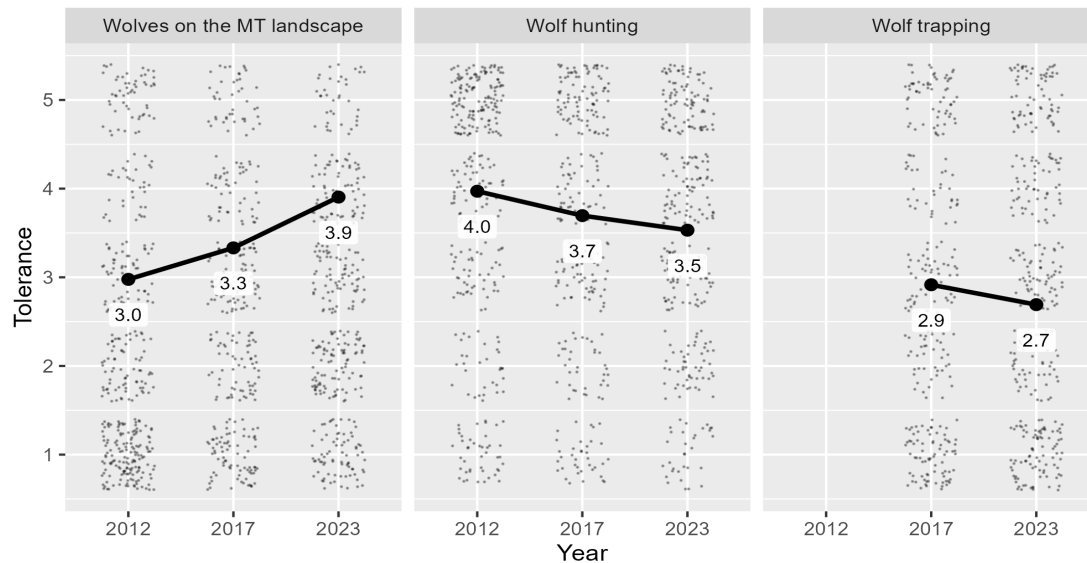 Wolves on the MT landscape
Wolf hunting
Wolf trapping
Tolerance
5
4
3
2
1
3.0
3.3
3.9
4.0
3.7
3.5
2.9
2.7
2012 2017 2023
2012 2017 2023
2012 2017 2023
Year